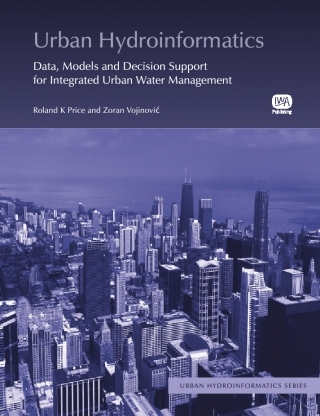 Urban Hydroinformatics
Data, Models and Decision Support
for Integrated Urban Water Management
Roland K Price and Zoran Vojinović
IWA
Publishing
URBAN HYDROINFORMATICS SERIES